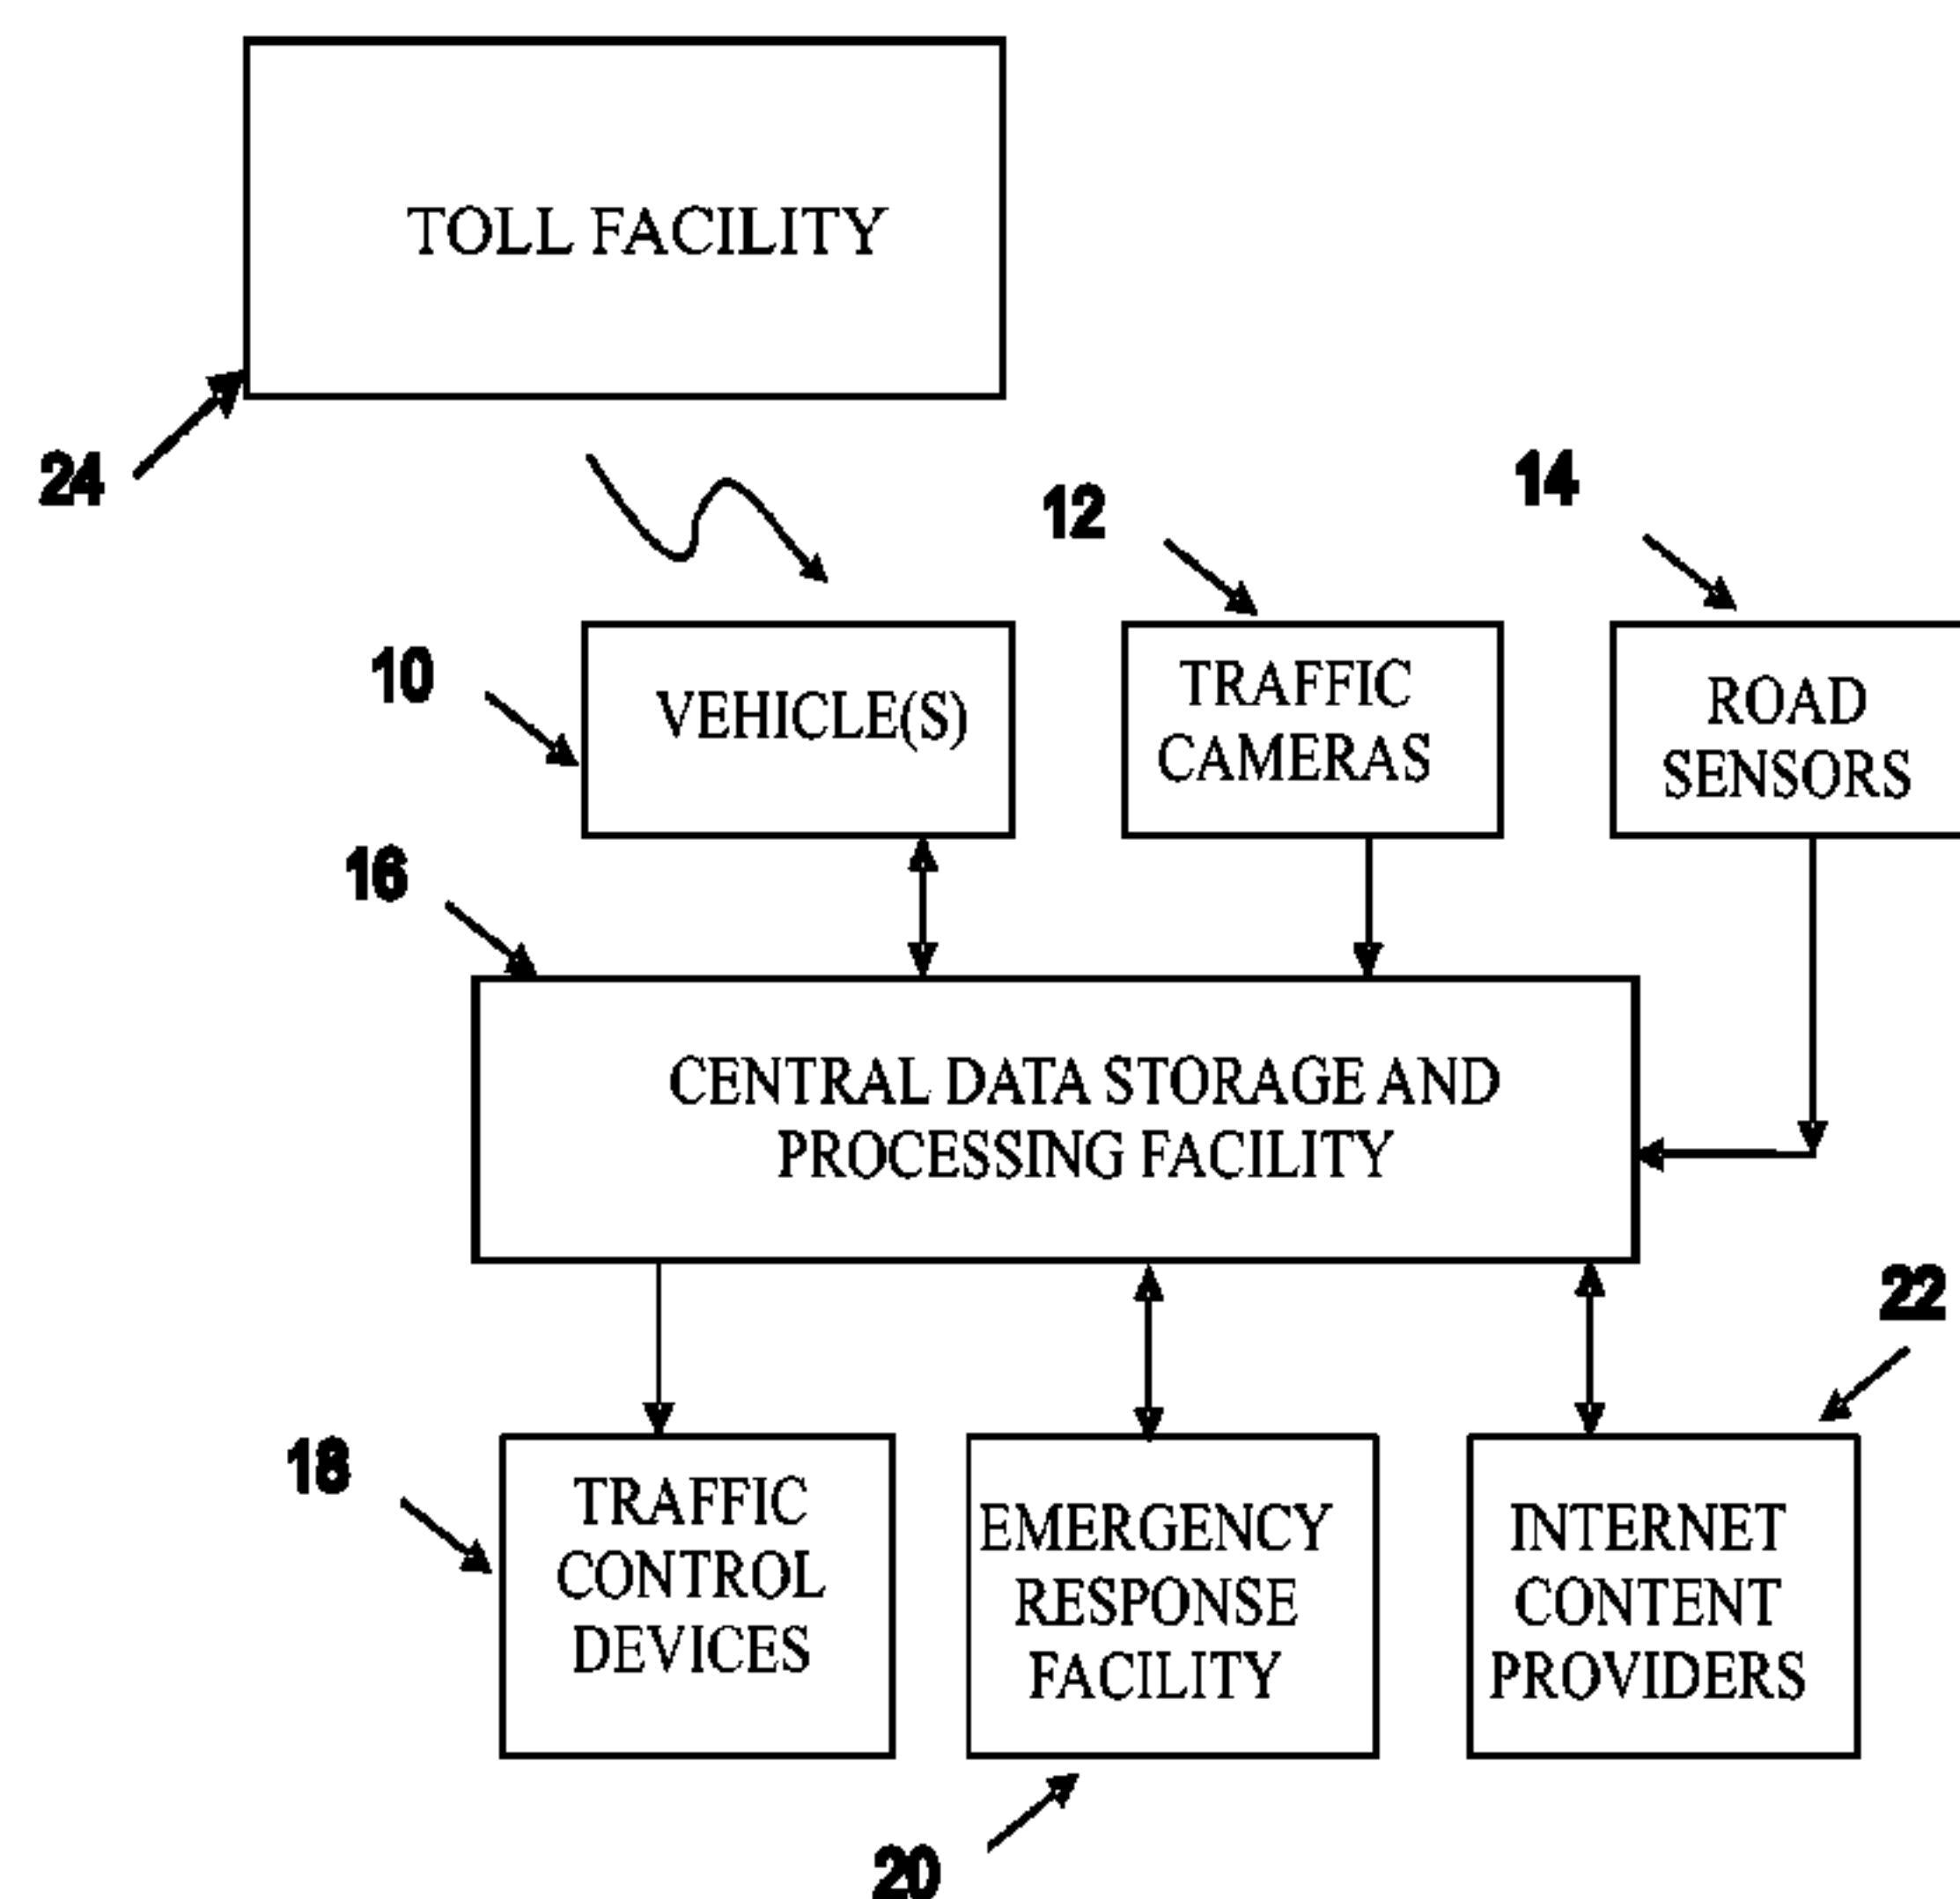 TOLL FACILITY
24
12
14
10
VEHICLE(S)
TRAFFIC
CAMERAS
ROAD
SENSORS
16
CENTRAL DATA STORAGE AND
PROCESSING FACILITY
22
18
TRAFFIC
CONTROL
DEVICES
EMERGENCY
RESPONSE
FACILITY
INTERNET
CONTENT
PROVIDERS
20